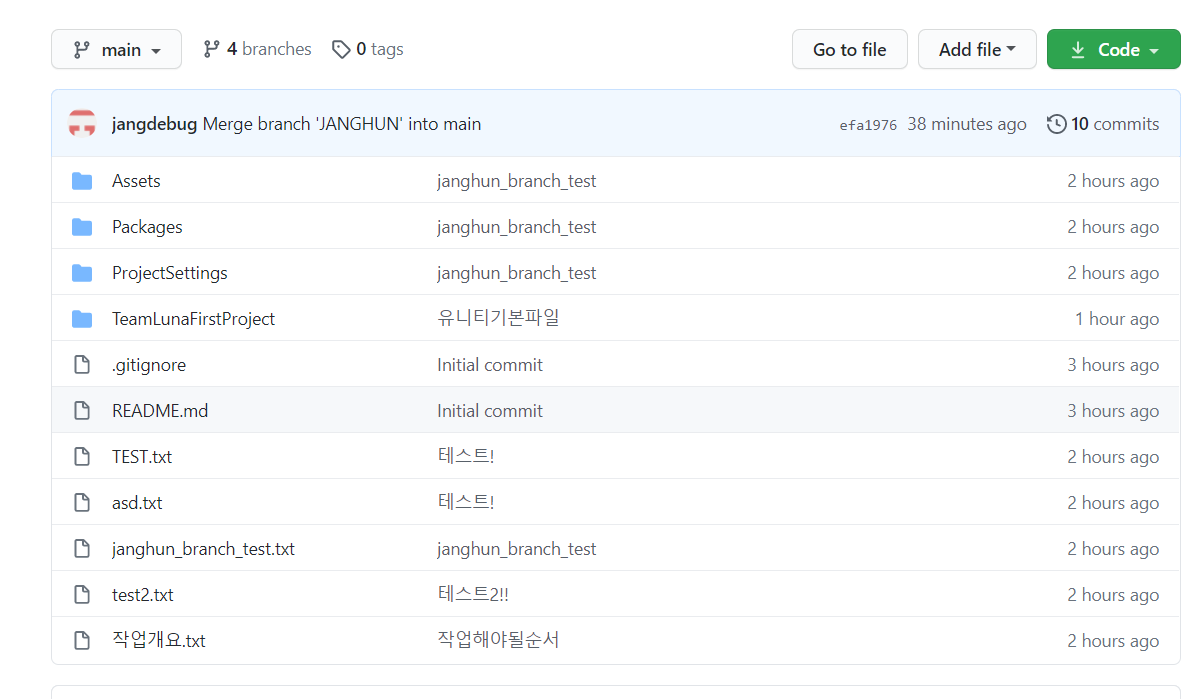 main 4 branches 0 tags Go to file Add file Code
jangdebug Merge branch 'JANGHUN' into main efa1976 38 minutes ago 10 commits
Assets janghun_branch_test 2 hours ago
Packages janghun_branch_test 2 hours ago
ProjectSettings janghun_branch_test 2 hours ago
TeamLunaFirstProject 유니티기본파일 1 hour ago
.gitignore Initial commit 3 hours ago
README.md Initial commit 3 hours ago
TEST.txt 테스트! 2 hours ago
asd.txt 테스트! 2 hours ago
janghun_branch_test.txt janghun_branch_test 2 hours ago
test2.txt 테스트2!! 2 hours ago
작업개요.txt 작업해야될순서 2 hours ago